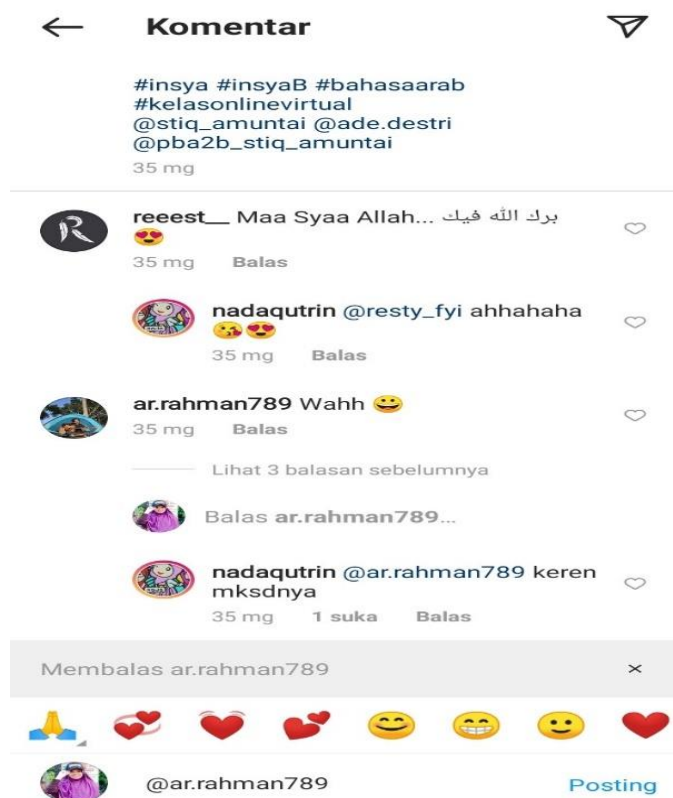 Komentar
#insya #insyaB #bahasaarab
#kelasonlinevirtual
@stiq_amuntai @ade.destri
@pba2b_stiq_amuntai
35 mg
reeest__ Maa Syaa Allah... برك الله فيك
😍
35 mg Balas
nadaqutrin @resty_fyi ahhahaha
😘😍
35 mg Balas
ar.rahman789 Wahh 😀
35 mg Balas
Lihat 3 balasan sebelumnya
Balas ar.rahman789...
nadaqutrin @ar.rahman789 keren
mksdnya
35 mg 1 suka Balas
Membalas ar.rahman789 ×
🙏 💞 💓 💕 😊 😁 🙂 ❤️
@ar.rahman789 Posting